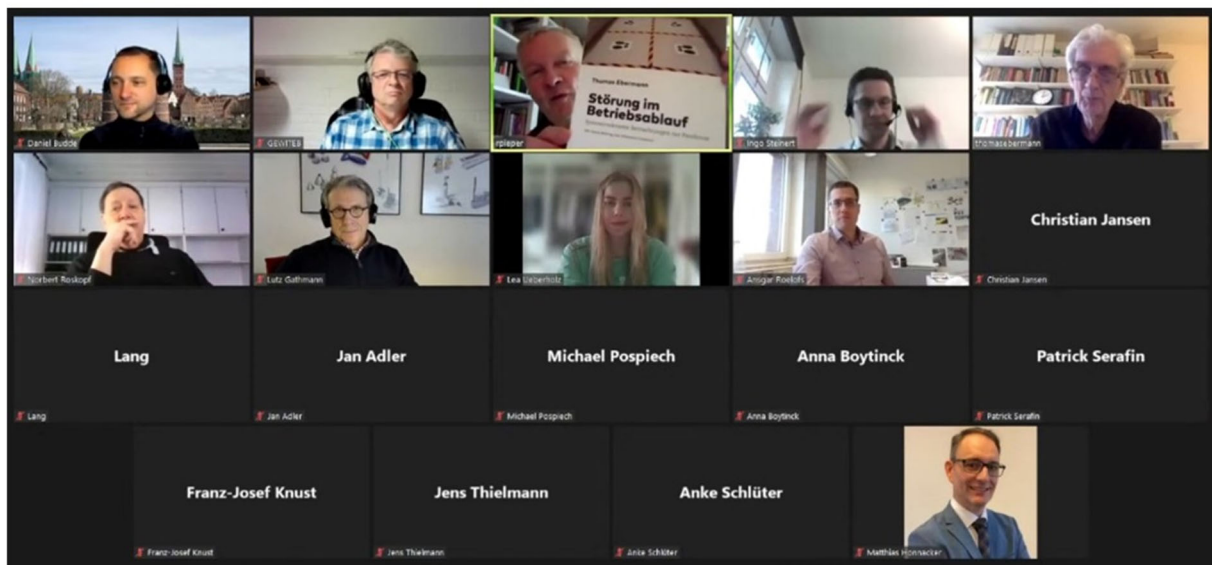 Daniel Budde
GEWITEB
rpieper
Thomas Ebermann
Störung im
Betriebsablauf
Ingo Steinert
thomasebermann
Norbert Roskopf
Lutz Gathmann
Lea Ueberholz
Ansgar Roelofs
Christian Jansen
Christian Jansen
Lang
Jan Adler
Michael Pospiech
Anna Boytinck
Patrick Serafin
Lang
Jan Adler
Michael Pospiech
Anna Boytinck
Patrick Serafin
Franz-Josef Knust
Jens Thielmann
Anke Schlüter
Franz-Josef Knust
Jens Thielmann
Anke Schlüter
Matthias Honnacker